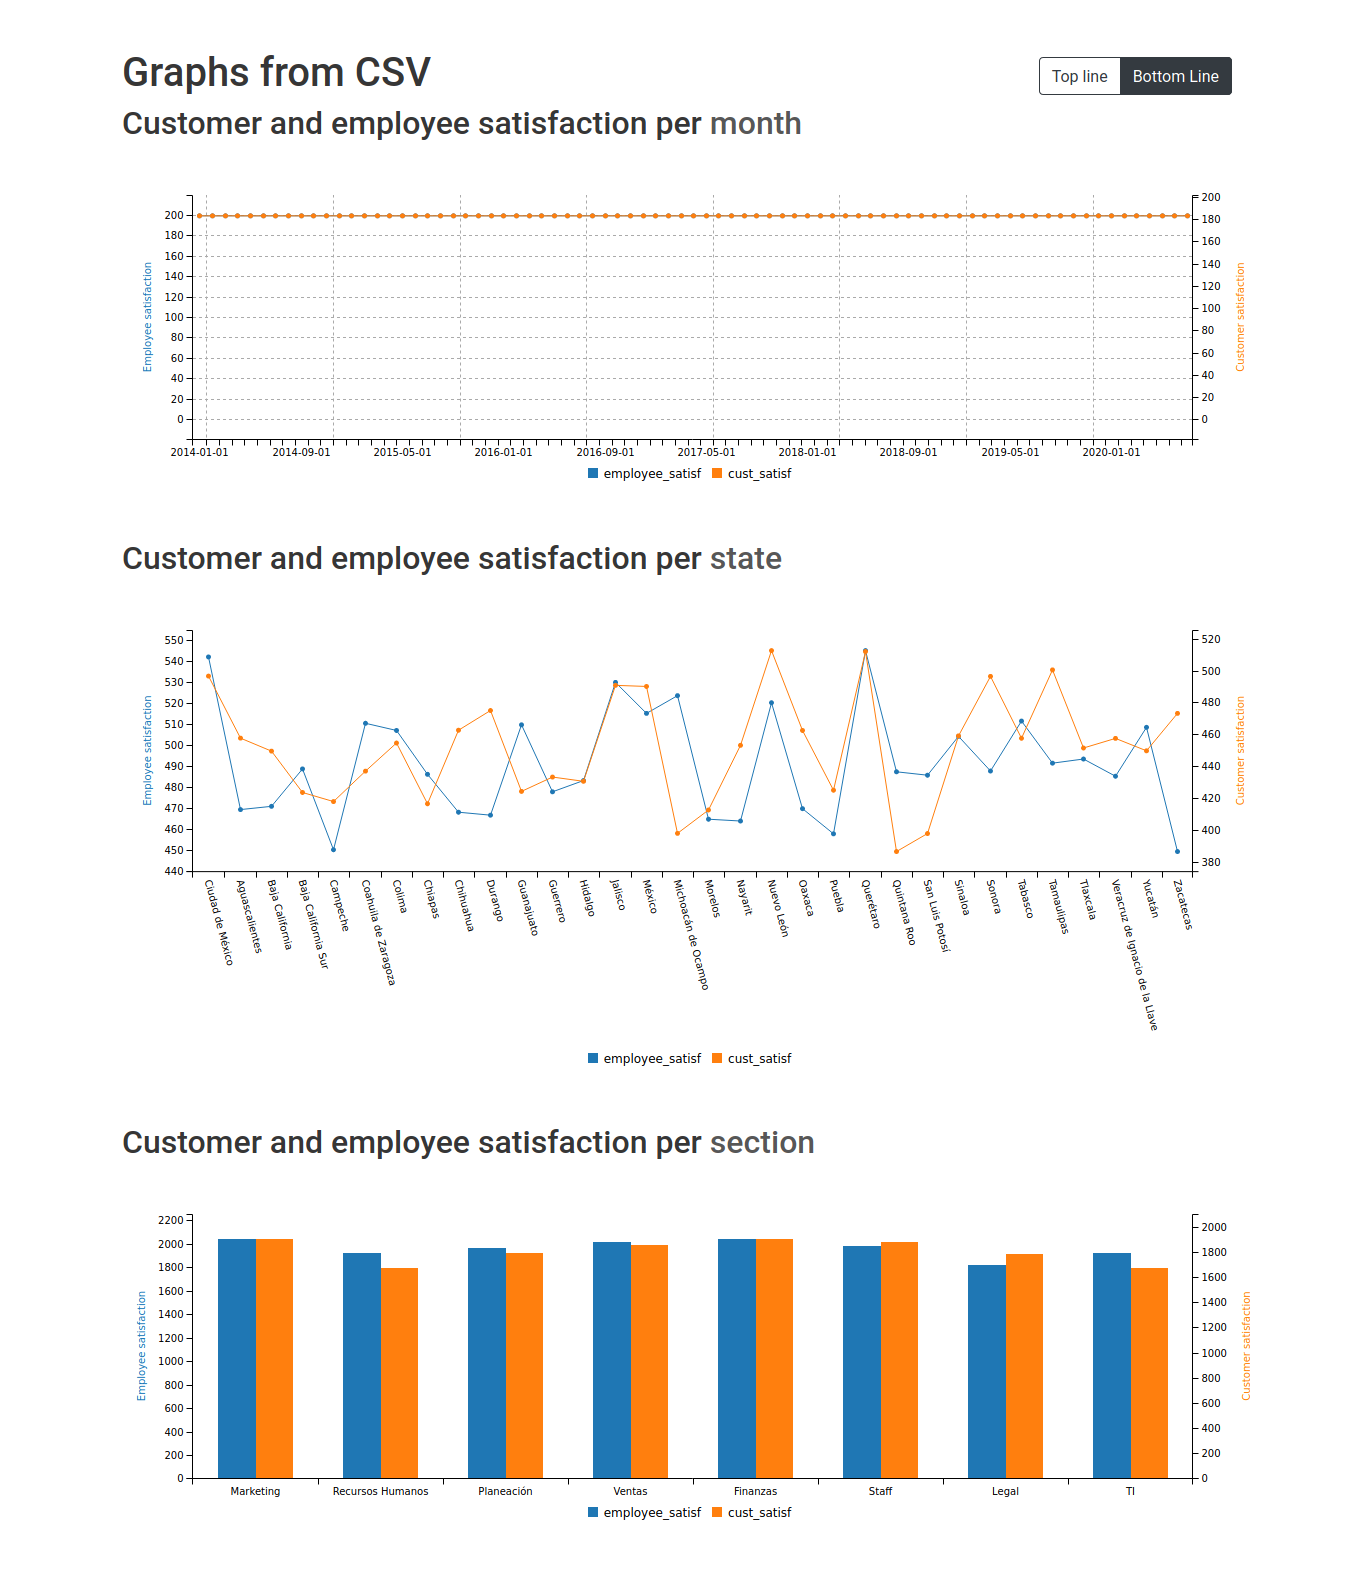 Graphs from CSV
Top line
Bottom Line
Customer and employee satisfaction per month
Employee satisfaction
200
180
160
140
120
100
80
60
40
20
0
200
180
160
140
120
100
80
60
40
20
0
Customer satisfaction
2014-01-01
2014-09-01
2015-05-01
2016-01-01
2016-09-01
2017-05-01
2018-01-01
2018-09-01
2019-05-01
2020-01-01
employee_satisf
cust_satisf
Customer and employee satisfaction per state
Employee satisfaction
550
540
530
520
510
500
490
480
470
460
450
440
520
500
480
460
440
420
400
380
Customer satisfaction
Ciudad de México
Aguascalientes
Baja California
Baja California Sur
Campeche
Coahuila de Zaragoza
Colima
Chiapas
Chihuahua
Durango
Guanajuato
Guerrero
Hidalgo
Jalisco
México
Michoacán de Ocampo
Morelos
Nayarit
Nuevo León
Oaxaca
Puebla
Querétaro
Quintana Roo
San Luis Potosí
Sinaloa
Sonora
Tabasco
Tamaulipas
Tlaxcala
Veracruz de Ignacio de la Llave
Yucatán
Zacatecas
employee_satisf
cust_satisf
Customer and employee satisfaction per section
Employee satisfaction
2200
2000
1800
1600
1400
1200
1000
800
600
400
200
0
2000
1800
1600
1400
1200
1000
800
600
400
200
0
Customer satisfaction
Marketing
Recursos Humanos
Planeación
Ventas
Finanzas
Staff
Legal
TI
employee_satisf
cust_satisf